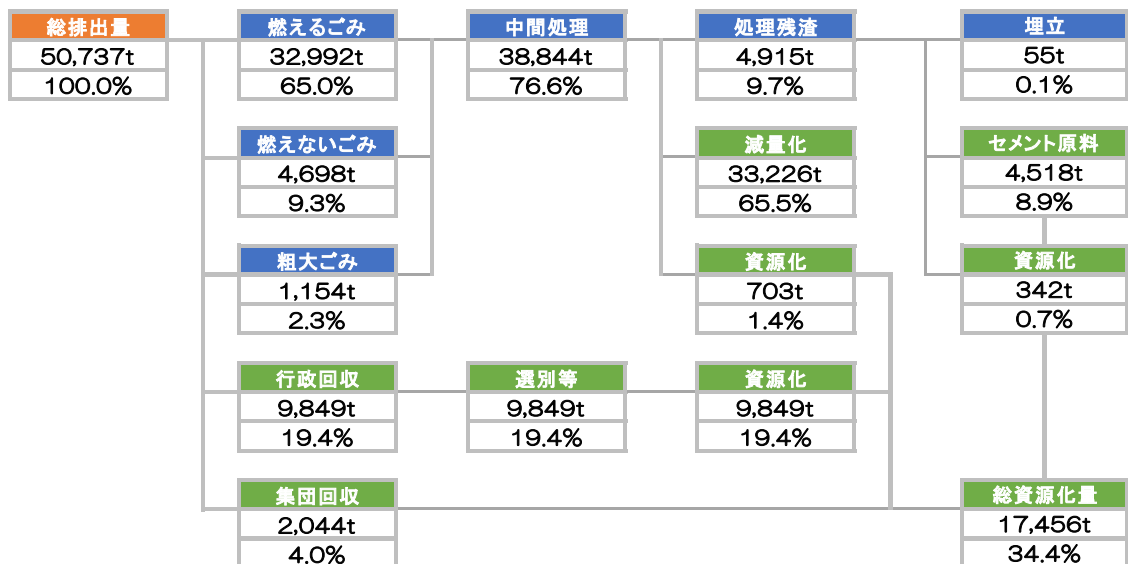 総排出量
50,737t
100.0%
燃えるごみ
32,992t
65.0%
中間処理
38,844t
76.6%
処理残渣
4,915t
9.7%
埋立
55t
0.1%
燃えないごみ
4,698t
9.3%
減量化
33,226t
65.5%
セメント原料
4,518t
8.9%
粗大ごみ
1,154t
2.3%
資源化
703t
1.4%
資源化
342t
0.7%
行政回収
9,849t
19.4%
選別等
9,849t
19.4%
資源化
9,849t
19.4%
集団回収
2,044t
4.0%
総資源化量
17,456t
34.4%